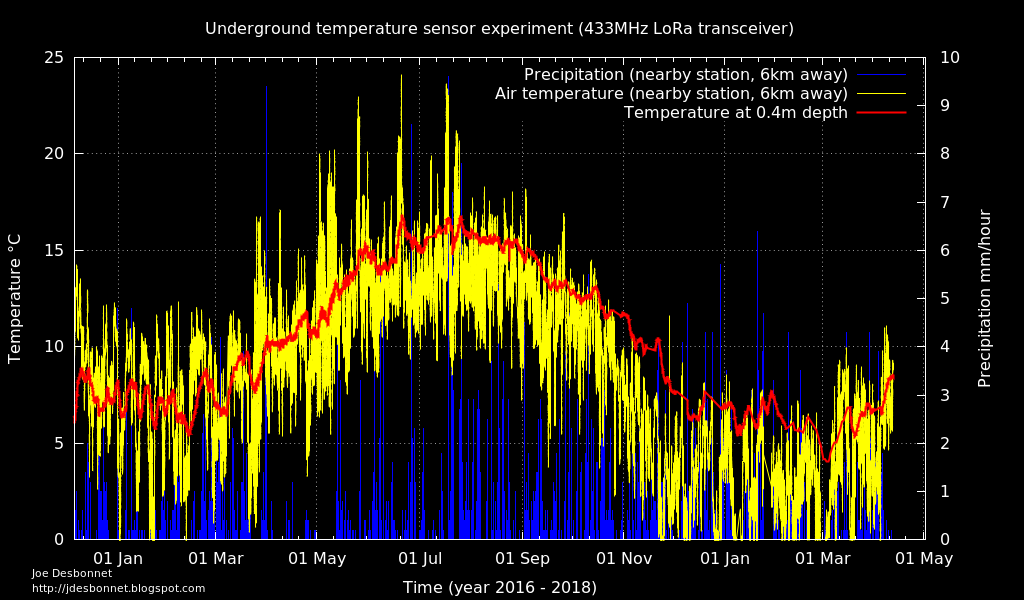 Underground temperature sensor experiment (433MHz LoRa transceiver)
Precipitation (nearby station, 6km away)
Air temperature (nearby station, 6km away)
Temperature at 0.4m depth
Temperature °C
25
20
15
10
5
0
Precipitation mm/hour
10
9
8
7
6
5
4
3
2
1
0
01 Jan 01 Mar 01 May 01 Jul 01 Sep 01 Nov 01 Jan 01 Mar 01 May
Time (year 2016 - 2018)
Joe Desbonnet
http://jdesbonnet.blogspot.com